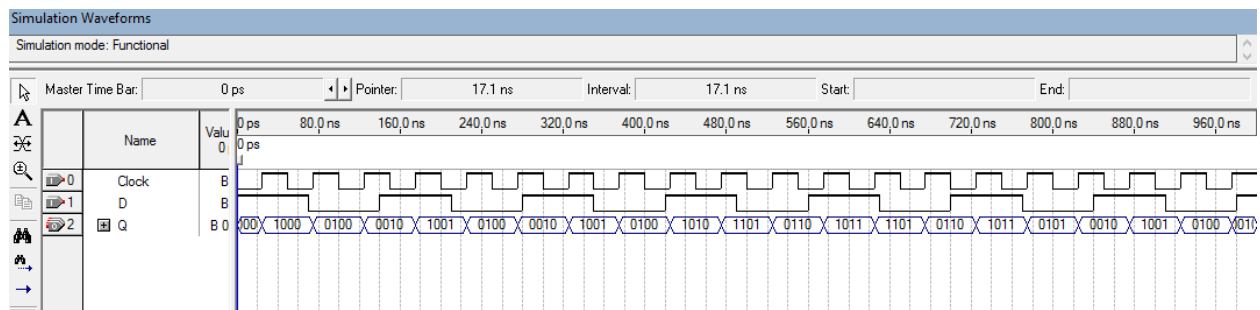 Simulation Waveforms
Simulation mode: Functional
Master Time Bar: 0 ps Pointer: 17.1 ns Interval: 17.1 ns Start: End:
Name Valu 0 0 ps 80.0 ns 160.0 ns 240.0 ns 320.0 ns 400.0 ns 480.0 ns 560.0 ns 640.0 ns 720.0 ns 800.0 ns 880.0 ns 960.0 ns
0 ps
0 Clock B
1 D B
2 Q B 0 000 1000 0100 0010 1001 0100 0010 1001 0100 1010 1101 0110 1011 1101 0110 1011 0101 0010 1001 0100